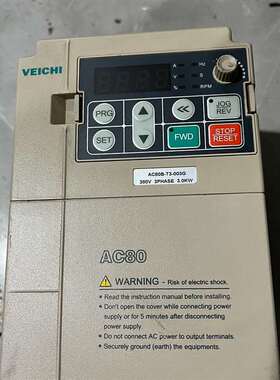 VEICHI
A Hz
% S
RPM
PRG
JOG
REV
SET
FWD
STOP
RESET
AC80B-T3-003G
380V 3PHASE 3.0KW
AC80
WARNING - Risk of electric shock.
Read the instruction manual before installing.
Don't open the cover while connecting power
supply or for 5 minutes after disconnecting
power supply.
Do not connect AC power to output terminals.
Securely ground (earth) the equipments.